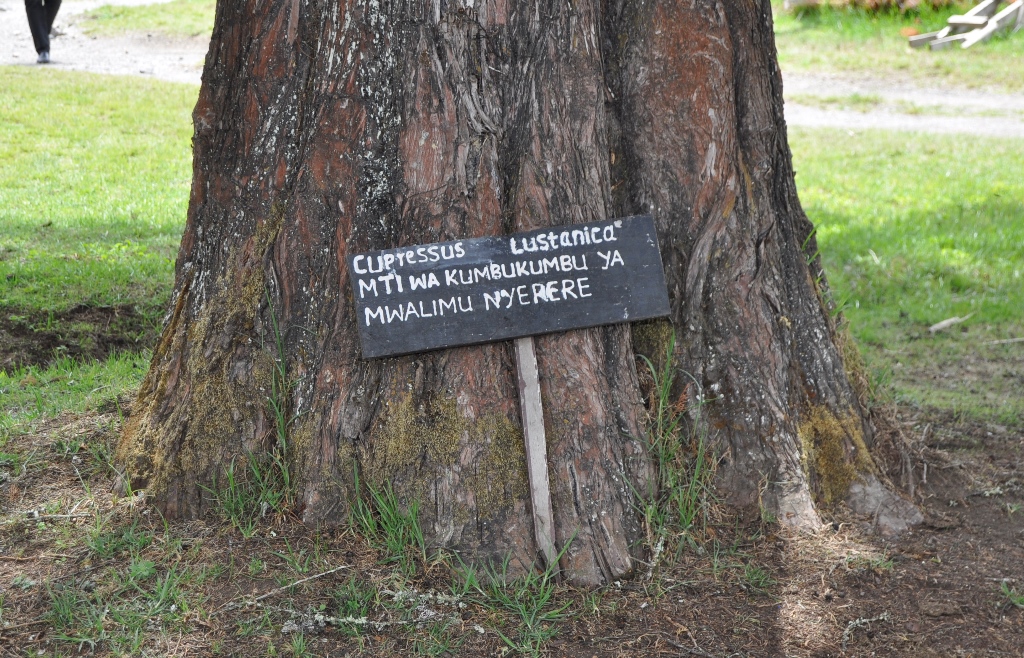 Cupressus Lustanica
MTI WA KUMBUKUMBU YA
MWALIMU NYERERE